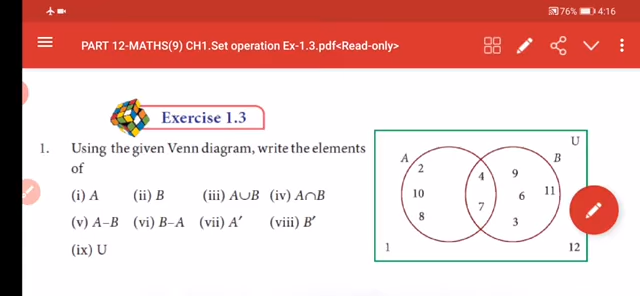 76% 4:16
PART 12-MATHS(9) CH1.Set operation Ex-1.3.pdf<Read-only>
Exercise 1.3
1. Using the given Venn diagram, write the elements
of
(i) A (ii) B (iii) A∪B (iv) A∩B
(v) A–B (vi) B–A (vii) A′ (viii) B′
(ix) U
U
A B
2 4 9
10 6 11
8 7 3
1 12